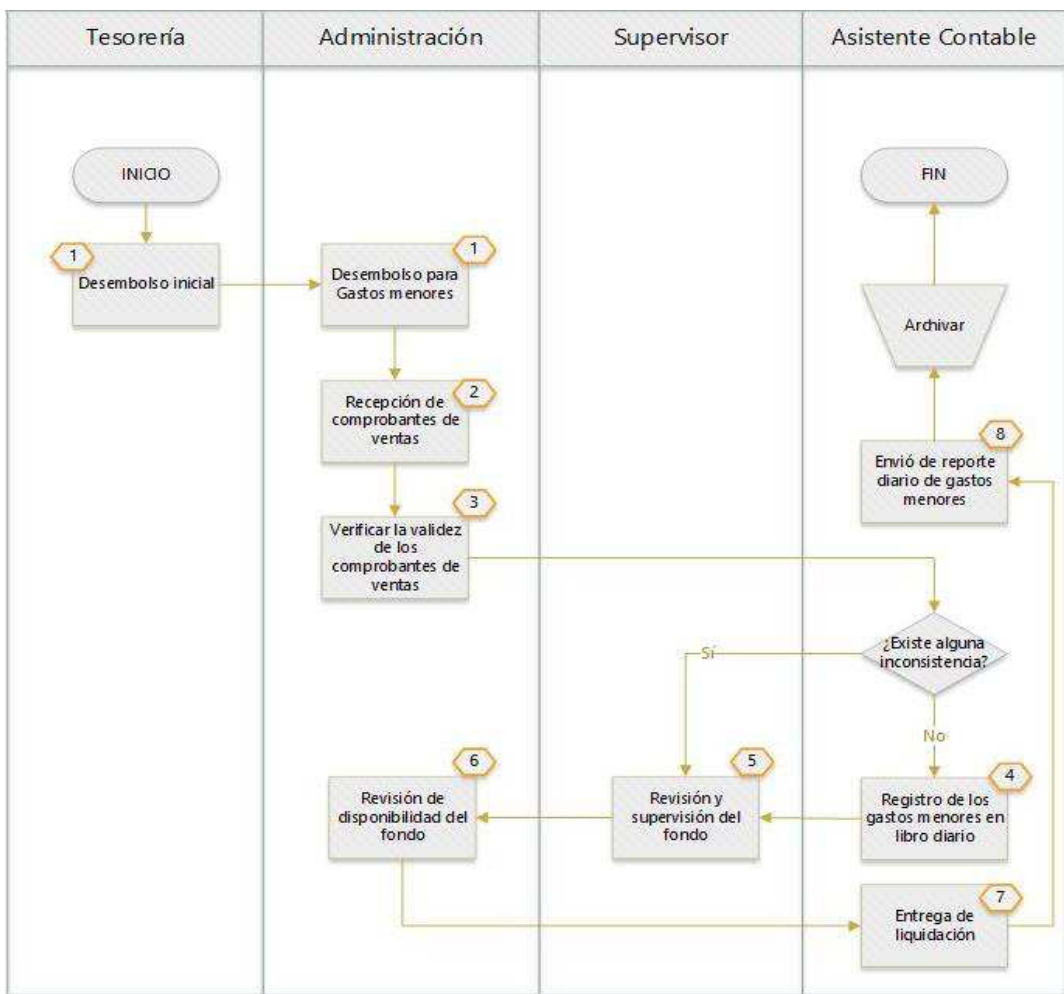 Tesorería
Administración
Supervisor
Asistente Contable
INICIO
FIN
1
Desembolso inicial
1
Desembolso para
Gastos menores
Archivar
2
Recepción de
comprobantes de
ventas
8
Envió de reporte
diario de gastos
menores
3
Verificar la validez
de los
comprobantes de
ventas
¿Existe alguna
inconsistencia?
Sí
No
6
Revisión de
disponibilidad del
fondo
5
Revisión y
supervisión del
fondo
4
Registro de los
gastos menores en
libro diario
7
Entrega de
liquidación